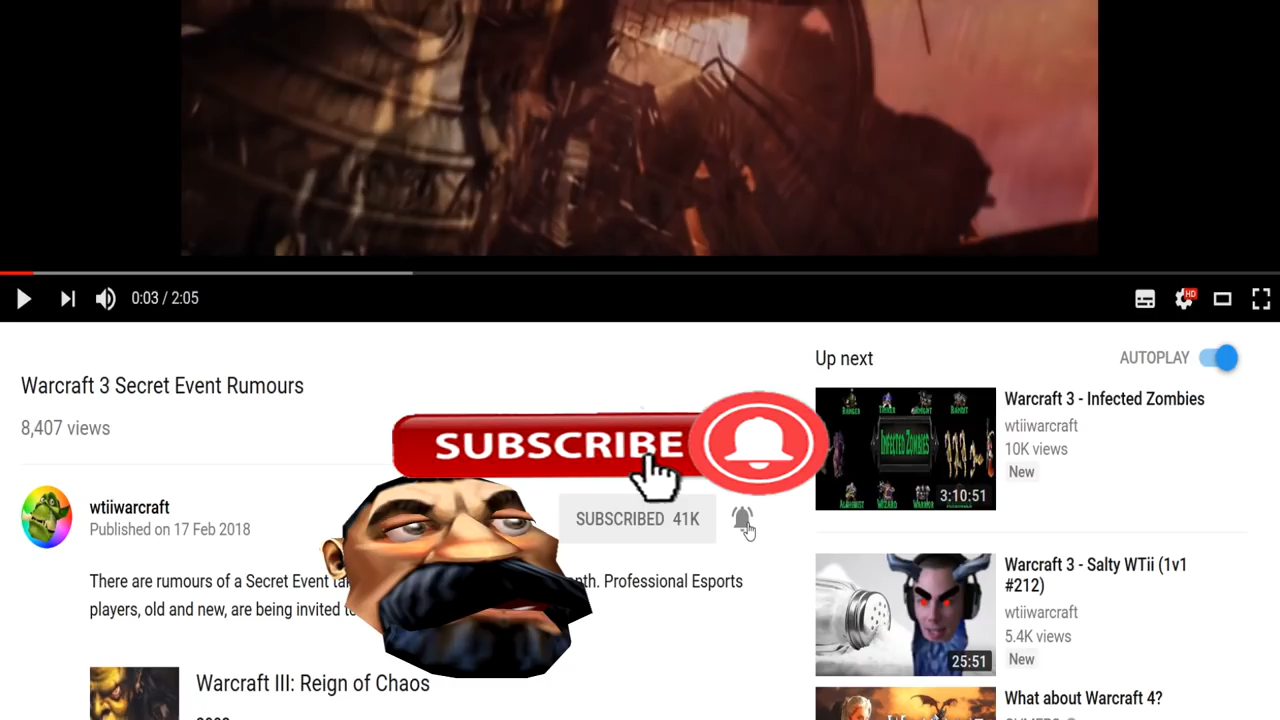 0:03 / 2:05
HD
Warcraft 3 Secret Event Rumours
8,407 views
SUBSCRIBE
wtiiwarcraft
Published on 17 Feb 2018
SUBSCRIBED 41K
There are rumours of a Secret Event nth. Professional Esports
players, old and new, are being invited
Warcraft III: Reign of Chaos
Up next
AUTOPLAY
INFECTED
ZOMBIES
3:10:51
Warcraft 3 - Infected Zombies
wtiiwarcraft
10K views
New
25:51
Warcraft 3 - Salty WTii (1v1
#212)
wtiiwarcraft
5.4K views
New
What about Warcraft 4?